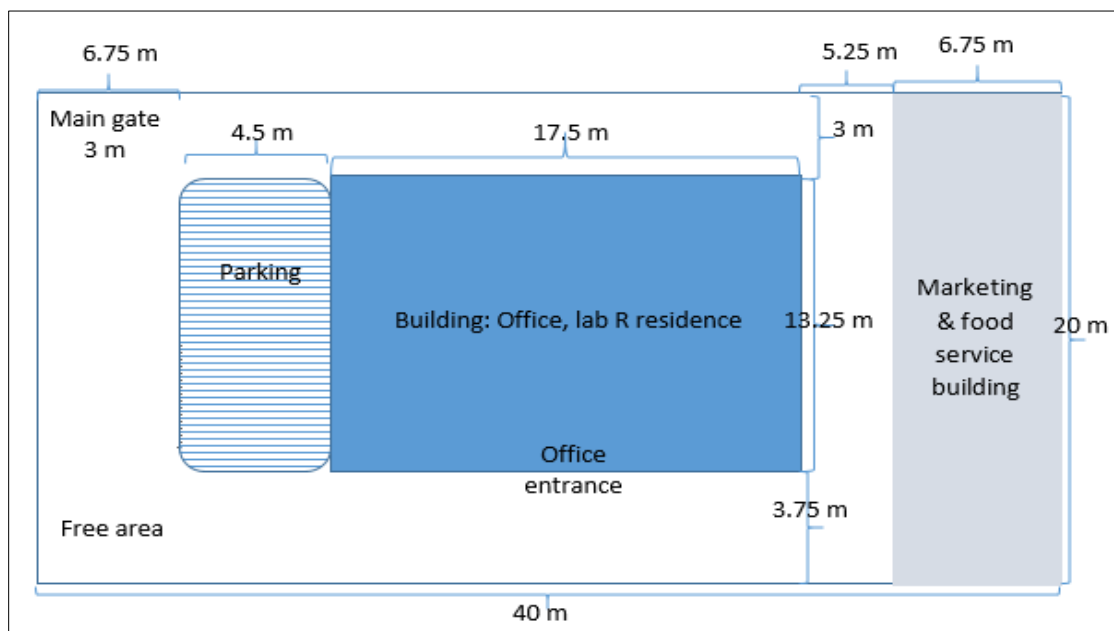 6.75 m
5.25 m
6.75 m
Main gate
3 m
4.5 m
17.5 m
3 m
Parking
Building: Office, lab R residence
13.25 m
Marketing
& food
service
building
20 m
Office
entrance
3.75 m
Free area
40 m